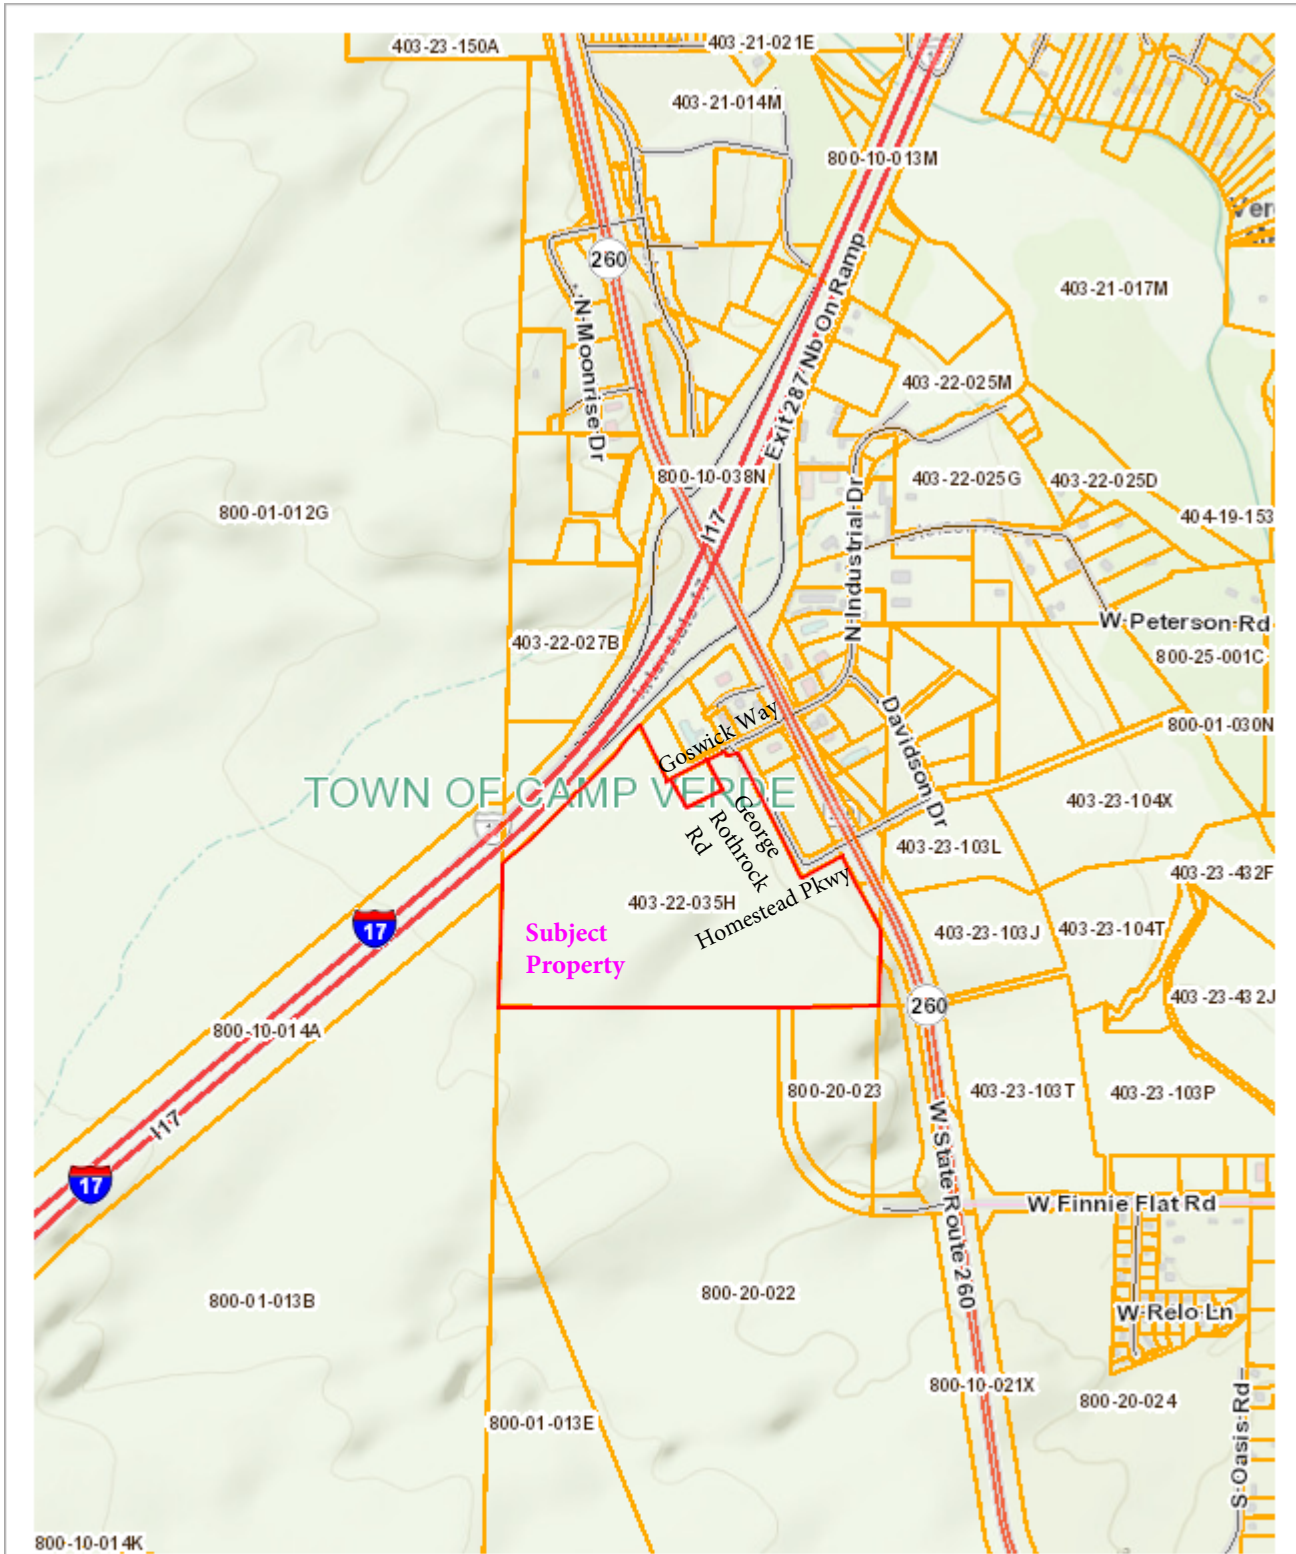 403-23-150A
403-21-021E
403-21-014M
800-10-013M
260
403-21-017M
N Moonrise Dr
Exit 287 Nb On Ramp
403-22-025M
800-10-038N
403-22-025G
403-22-025D
404-19-153
800-01-012G
I17
N Industrial Dr
W Peterson Rd
403-22-027B
800-25-001C
Davidson Dr
800-01-030N
Goswick Way
TOWN OF CAMP VERDE
403-23-104X
George
Rothrock
Rd
403-23-103L
403-23-432F
403-22-035H
Homestead Pkwy
17
Subject
Property
403-23-103J
403-23-104T
403-23-432J
260
800-10-014A
800-20-023
403-23-103T
403-23-103P
I17
17
W State Route 260
W Finnie Flat Rd
800-01-013B
800-20-022
W Relo Ln
800-10-021X
800-20-024
S Oasis Rd
800-01-013E
800-10-014K